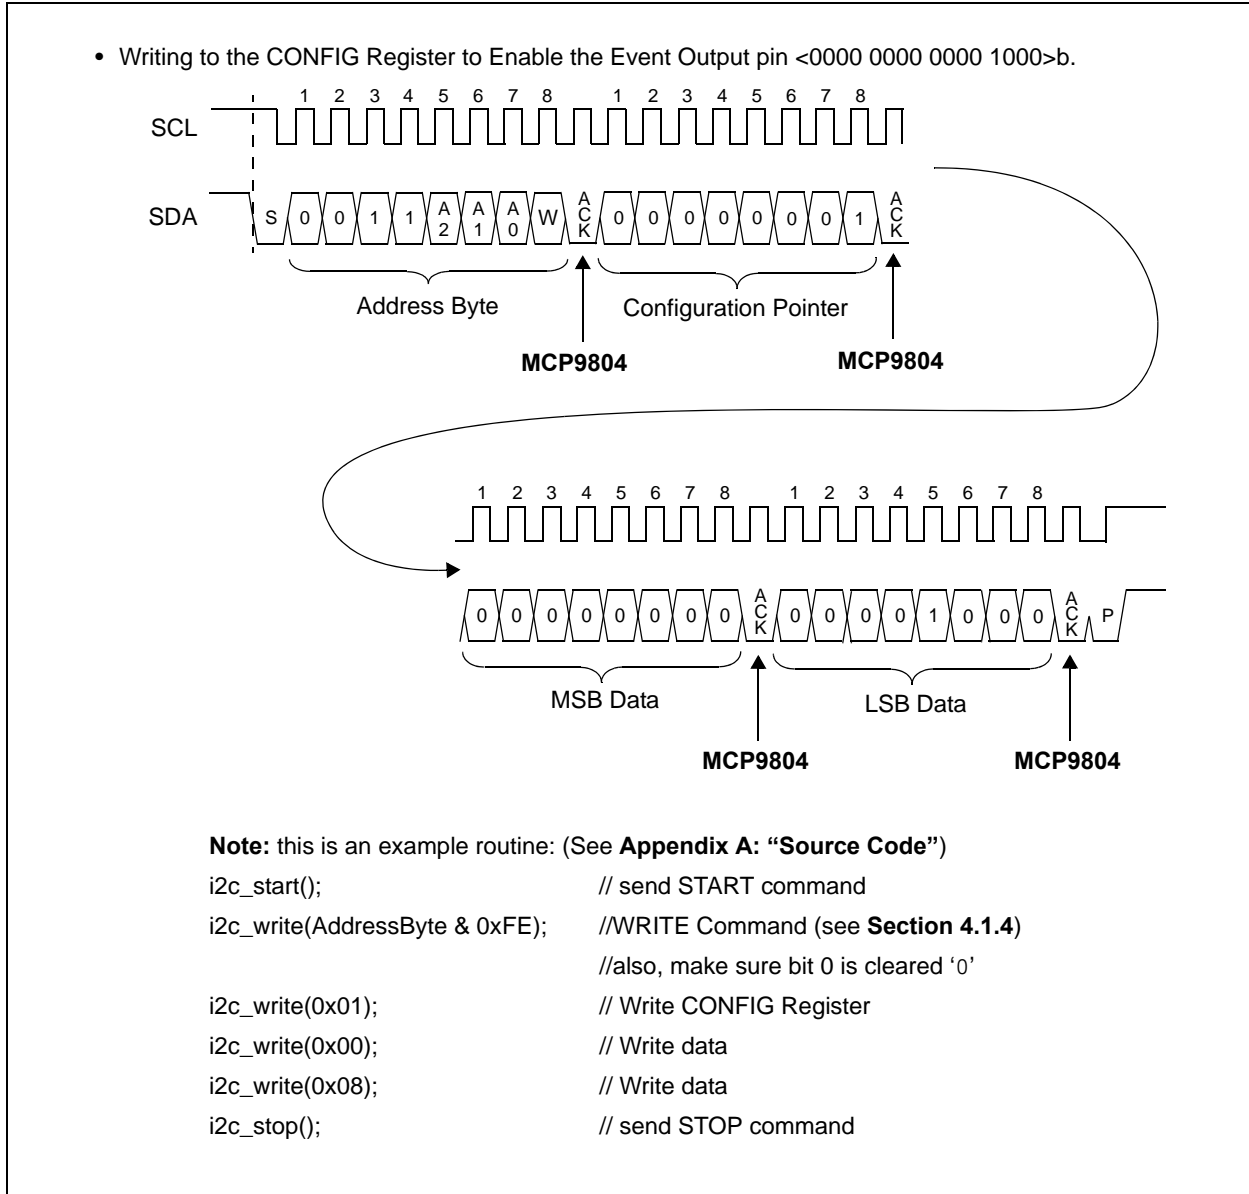 • Writing to the CONFIG Register to Enable the Event Output pin <0000 0000 0000 1000>b.
1 2 3 4 5 6 7 8 1 2 3 4 5 6 7 8
SCL
SDA
S 0 0 1 1 A2 A1 A0 W ACK 0 0 0 0 0 0 0 1 ACK
Address Byte Configuration Pointer
MCP9804 MCP9804
1 2 3 4 5 6 7 8 1 2 3 4 5 6 7 8
0 0 0 0 0 0 0 0 ACK 0 0 0 0 1 0 0 0 ACK P
MSB Data LSB Data
MCP9804 MCP9804
Note: this is an example routine: (See Appendix A: “Source Code”)
i2c_start(); // send START command
i2c_write(AddressByte & 0xFE); //WRITE Command (see Section 4.1.4)
//also, make sure bit 0 is cleared ‘0’
i2c_write(0x01); // Write CONFIG Register
i2c_write(0x00); // Write data
i2c_write(0x08); // Write data
i2c_stop(); // send STOP command